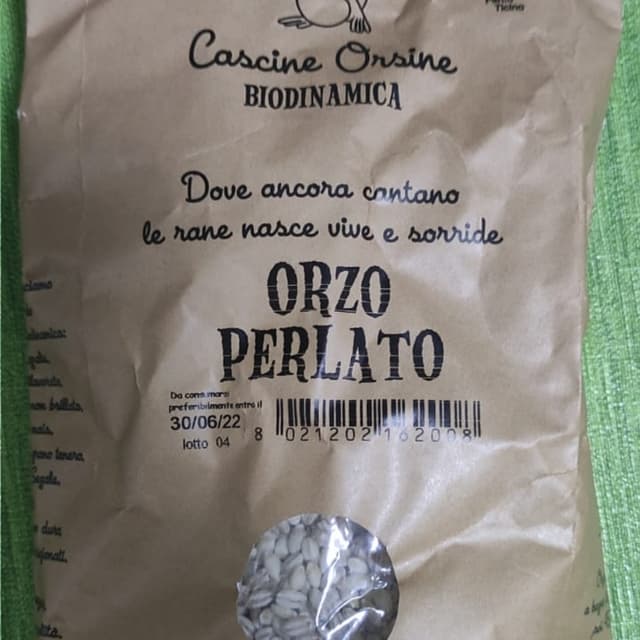 Ticino
Cascine Orsine
BIODINAMICA
Dove ancora cantano
le rane nasce vive e sorride
ORZO
PERLATO
Da consumarsi
preferibilmente entro il
30/06/22
lotto 04
8 021202 162008